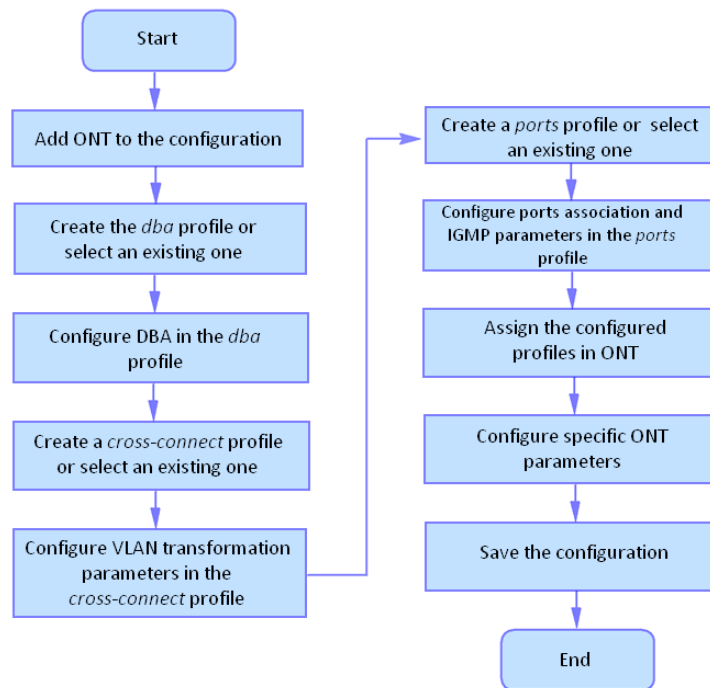 Start
Add ONT to the configuration
Create the dba profile or
select an existing one
Configure DBA in the dba
profile
Create a cross-connect profile
or select an existing one
Configure VLAN transformation
parameters in the
cross-connect profile
Create a ports profile or select
an existing one
Configure ports association and
IGMP parameters in the ports
profile
Assign the configured
profiles in ONT
Configure specific ONT
parameters
Save the configuration
End